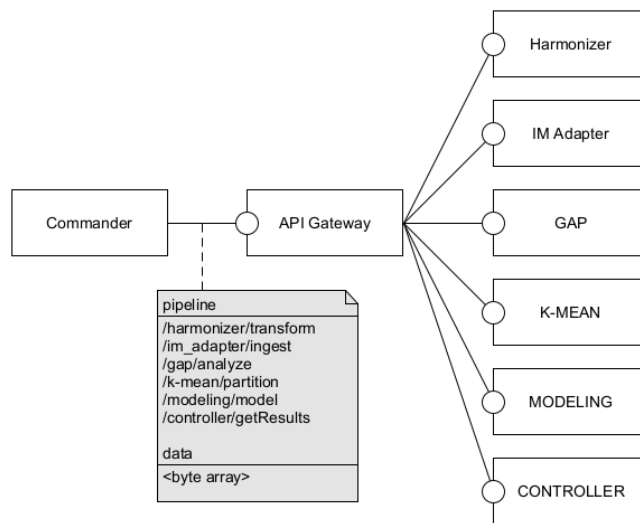 Harmonizer
IM Adapter
Commander
API Gateway
GAP
pipeline
/harmonizer/transform
/im_adapter/ingest
/gap/analyze
/k-mean/partition
/modeling/model
/controller/getResults
data
<byte array>
K-MEAN
MODELING
CONTROLLER